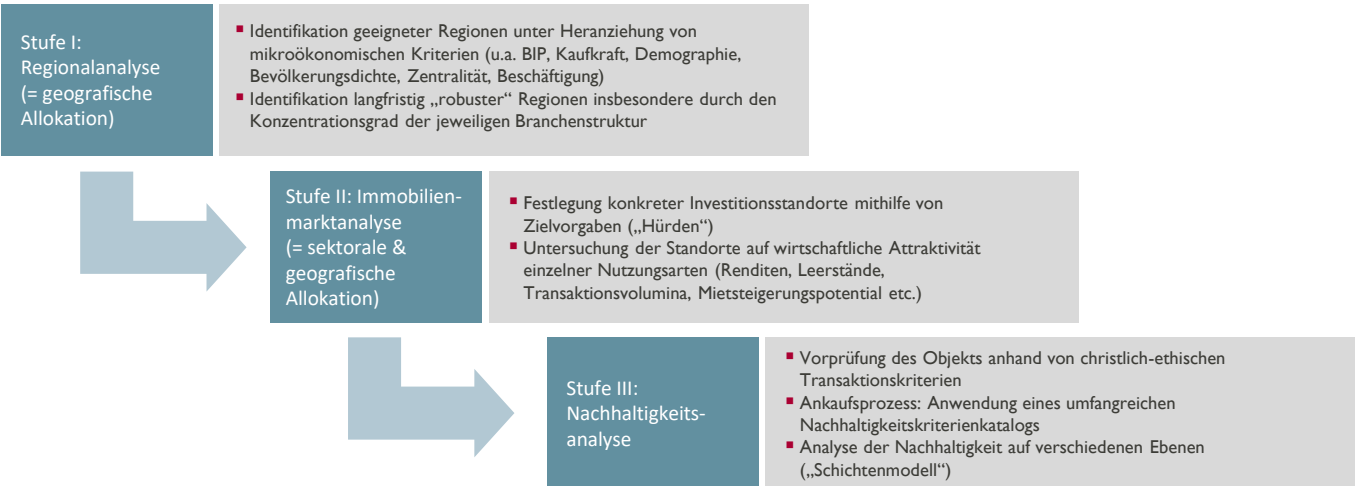 Stufe I:
Regionalanalyse
(= geografische
Allokation)
▪ Identifikation geeigneter Regionen unter Heranziehung von
mikroökonomischen Kriterien (u.a. BIP, Kaufkraft, Demographie,
Bevölkerungsdichte, Zentralität, Beschäftigung)
▪ Identifikation langfristig „robuster“ Regionen insbesondere durch den
Konzentrationsgrad der jeweiligen Branchenstruktur
Stufe II: Immobilien-
marktanalyse
(= sektorale &
geografische
Allokation)
▪ Festlegung konkreter Investitionsstandorte mithilfe von
Zielvorgaben („Hürden“)
▪ Untersuchung der Standorte auf wirtschaftliche Attraktivität
einzelner Nutzungsarten (Renditen, Leerstände,
Transaktionsvolumina, Mietsteigerungspotential etc.)
Stufe III:
Nachhaltigkeits-
analyse
▪ Vorprüfung des Objekts anhand von christlich-ethischen
Transaktionskriterien
▪ Ankaufsprozess: Anwendung eines umfangreichen
Nachhaltigkeitskriterienkatalogs
▪ Analyse der Nachhaltigkeit auf verschiedenen Ebenen
(„Schichtenmodell“)